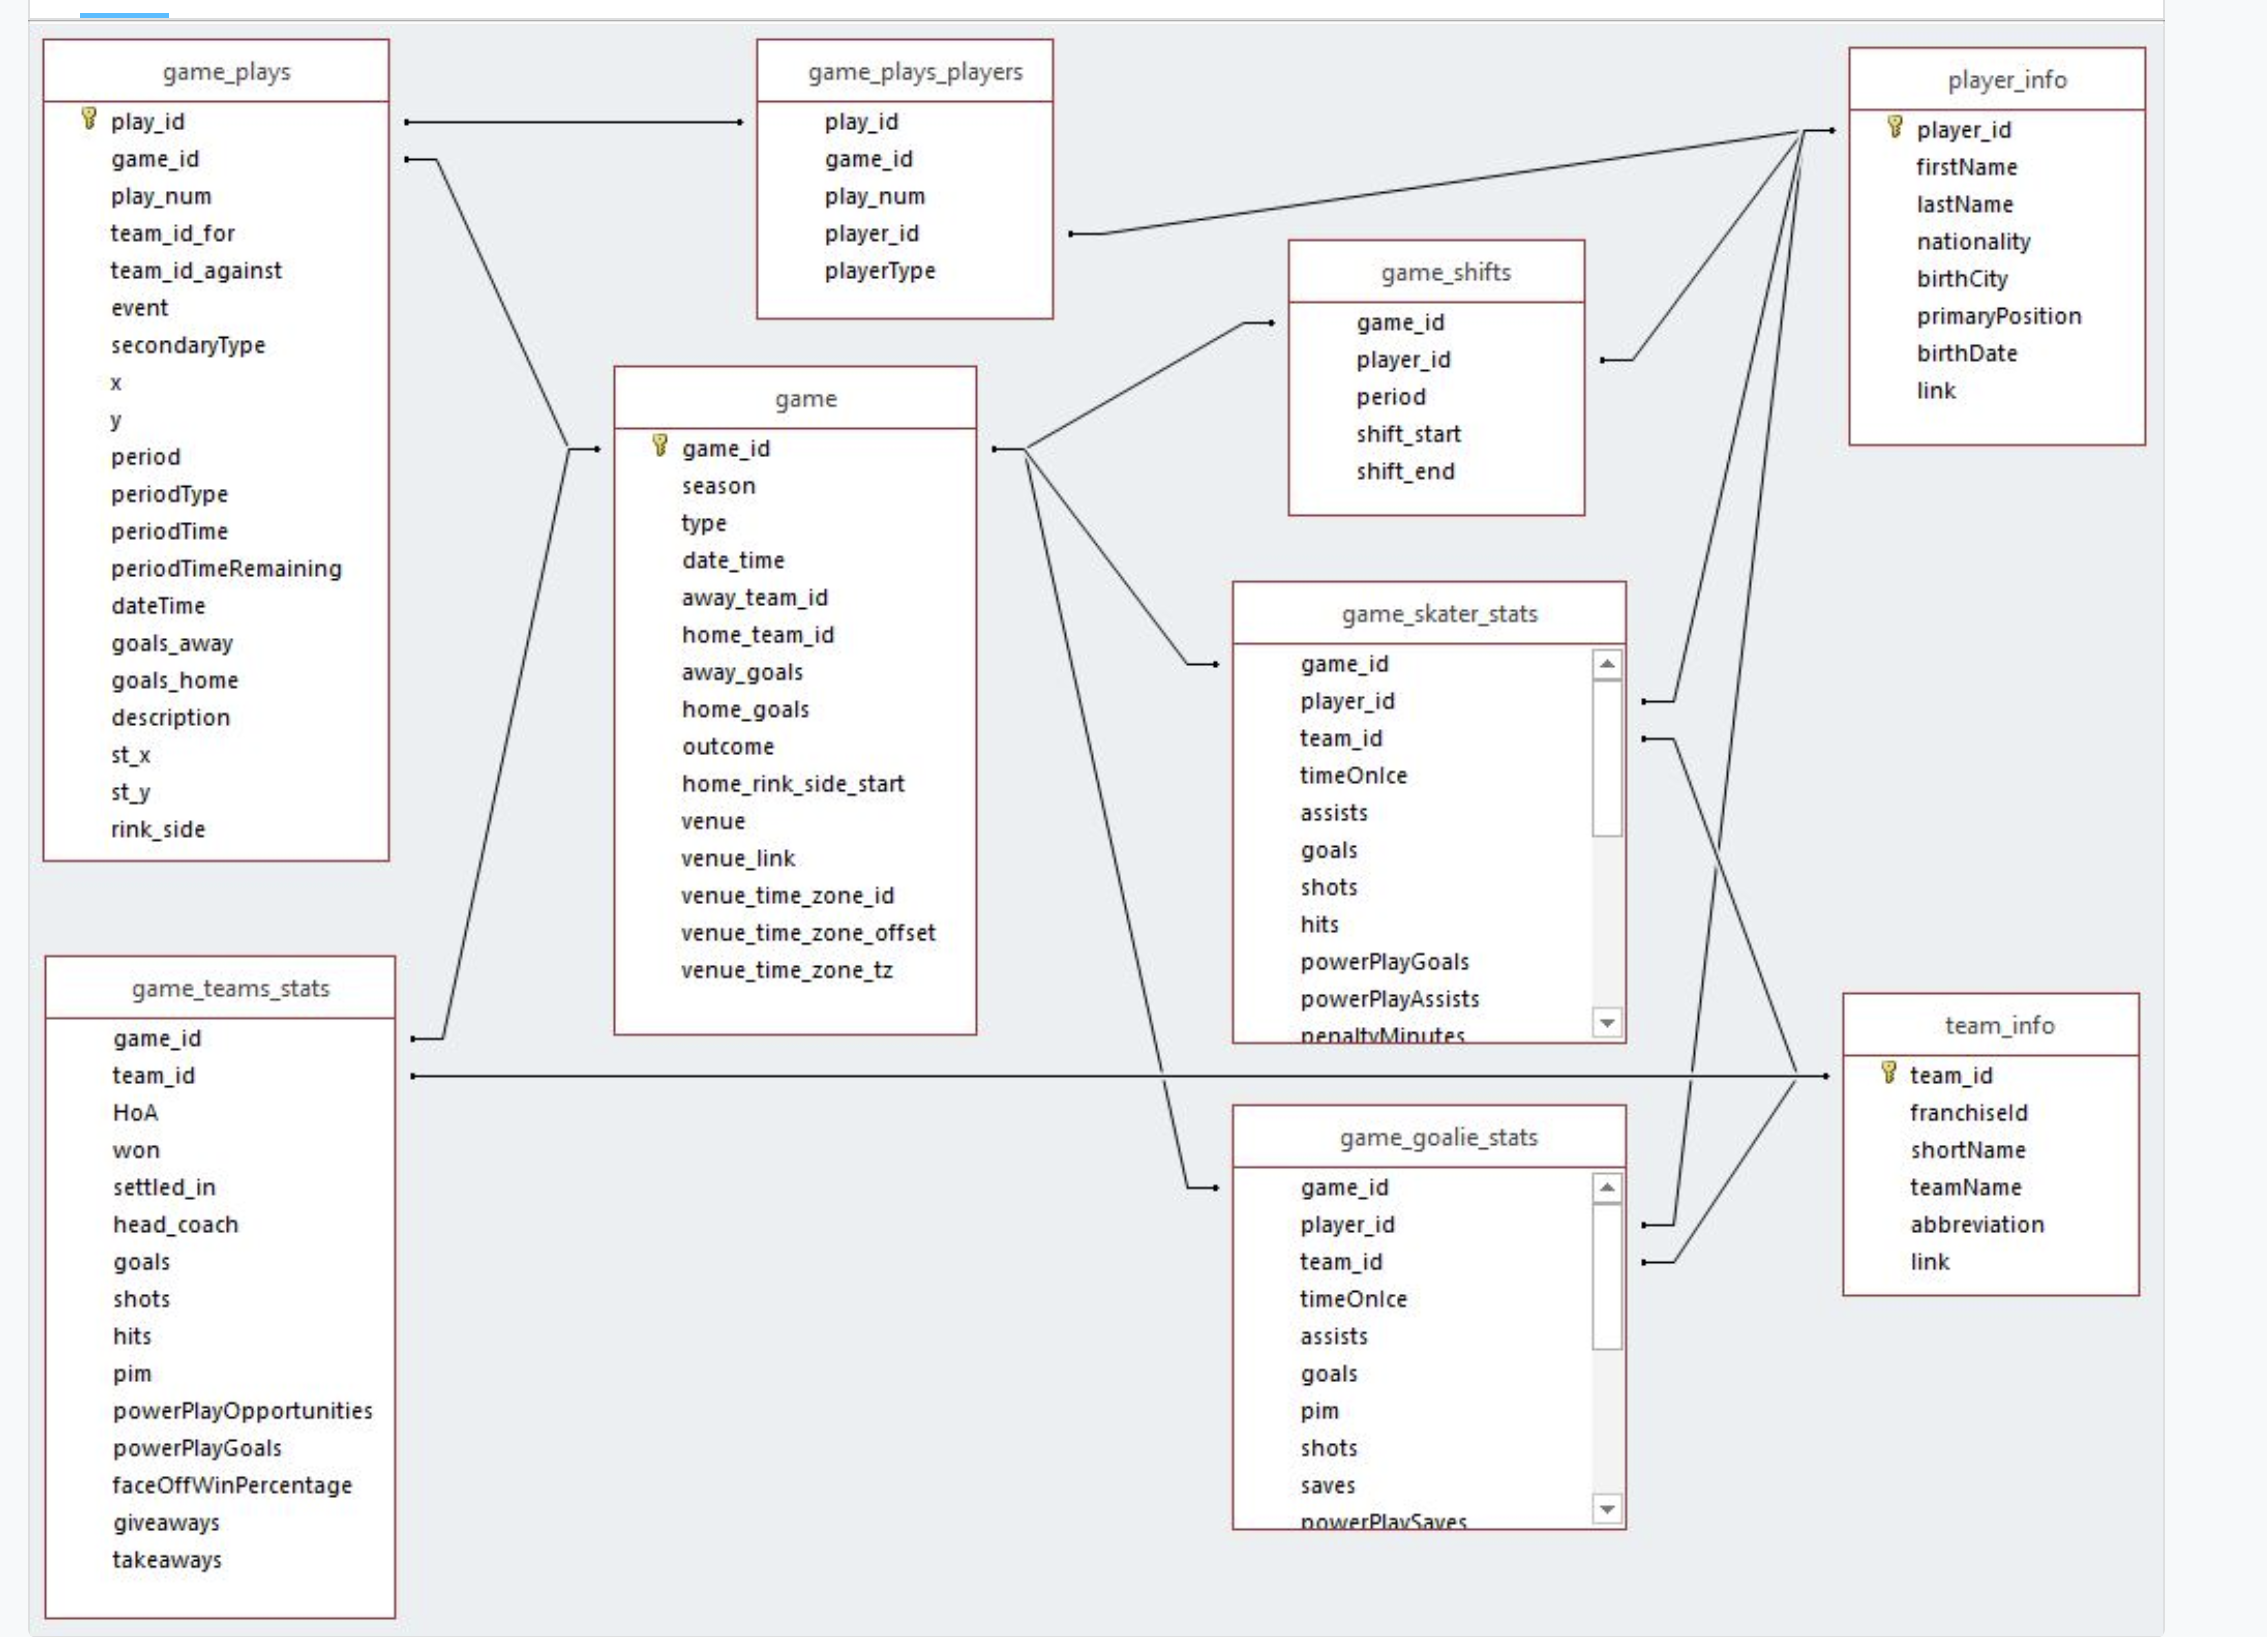 game_plays
play_id
game_id
play_num
team_id_for
team_id_against
event
secondaryType
x
y
period
periodType
periodTime
periodTimeRemaining
dateTime
goals_away
goals_home
description
st_x
st_y
rink_side
game_plays_players
play_id
game_id
play_num
player_id
playerType
player_info
player_id
firstName
lastName
nationality
birthCity
primaryPosition
birthDate
link
game_shifts
game_id
player_id
period
shift_start
shift_end
game
game_id
season
type
date_time
away_team_id
home_team_id
away_goals
home_goals
outcome
home_rink_side_start
venue
venue_link
venue_time_zone_id
venue_time_zone_offset
venue_time_zone_tz
game_skater_stats
game_id
player_id
team_id
timeOnIce
assists
goals
shots
hits
powerPlayGoals
powerPlayAssists
penaltyMinutes
game_teams_stats
game_id
team_id
HoA
won
settled_in
head_coach
goals
shots
hits
pim
powerPlayOpportunities
powerPlayGoals
faceOffWinPercentage
giveaways
takeaways
team_info
team_id
franchiseId
shortName
teamName
abbreviation
link
game_goalie_stats
game_id
player_id
team_id
timeOnIce
assists
goals
pim
shots
saves
powerPlaySaves